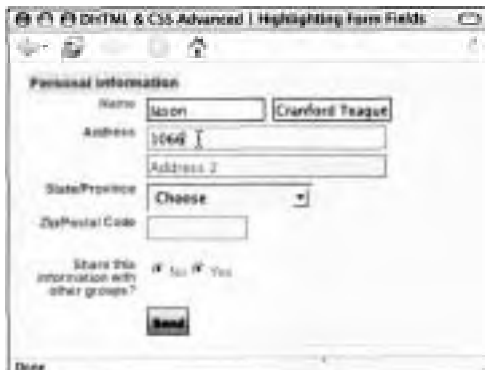 DHTML & CSS Advanced | Highlighting Form Fields
Personal Information
Name Jason Cranford Teague
Address 1066
Address 2
State/Province Choose
Zip/Postal Code
Share this
information with
other groups?
No Yes
Send
Done